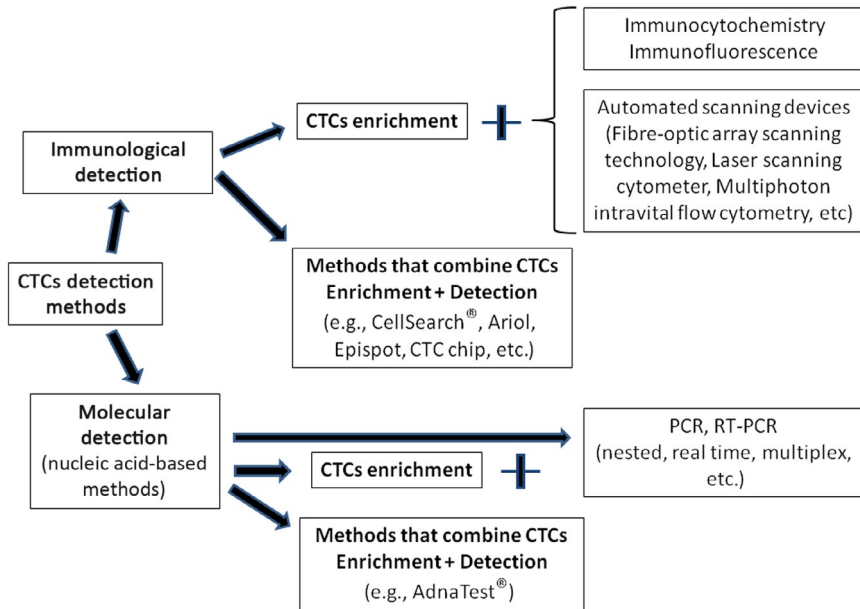 Immunocytochemistry
Immunofluorescence
CTCs enrichment
Automated scanning devices
(Fibre-optic array scanning
technology, Laser scanning
cytometer, Multiphoton
intravital flow cytometry, etc)
Immunological
detection
CTCs detection
methods
Methods that combine CTCs
Enrichment + Detection
(e.g., CellSearch®, Ariol,
Epispot, CTC chip, etc.)
Molecular
detection
(nucleic acid-based
methods)
PCR, RT-PCR
(nested, real time, multiplex,
etc.)
CTCs enrichment
Methods that combine CTCs
Enrichment + Detection
(e.g., AdnaTest®)